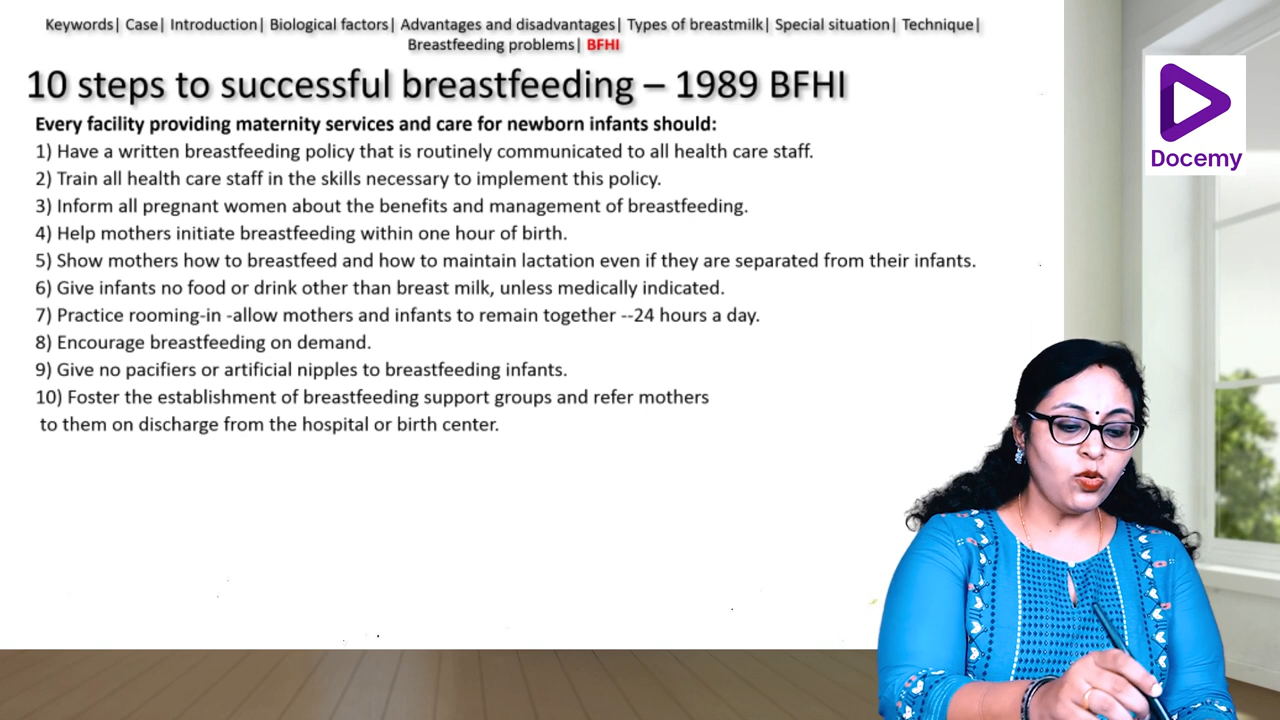 Keywords| Case| Introduction| Biological factors| Advantages and disadvantages| Types of breastmilk| Special situation| Technique|
Breastfeeding problems| BFHI
10 steps to successful breastfeeding – 1989 BFHI
Every facility providing maternity services and care for newborn infants should:
1) Have a written breastfeeding policy that is routinely communicated to all health care staff.
2) Train all health care staff in the skills necessary to implement this policy.
3) Inform all pregnant women about the benefits and management of breastfeeding.
4) Help mothers initiate breastfeeding within one hour of birth.
5) Show mothers how to breastfeed and how to maintain lactation even if they are separated from their infants.
6) Give infants no food or drink other than breast milk, unless medically indicated.
7) Practice rooming-in -allow mothers and infants to remain together --24 hours a day.
8) Encourage breastfeeding on demand.
9) Give no pacifiers or artificial nipples to breastfeeding infants.
10) Foster the establishment of breastfeeding support groups and refer mothers
to them on discharge from the hospital or birth center.
Docemy